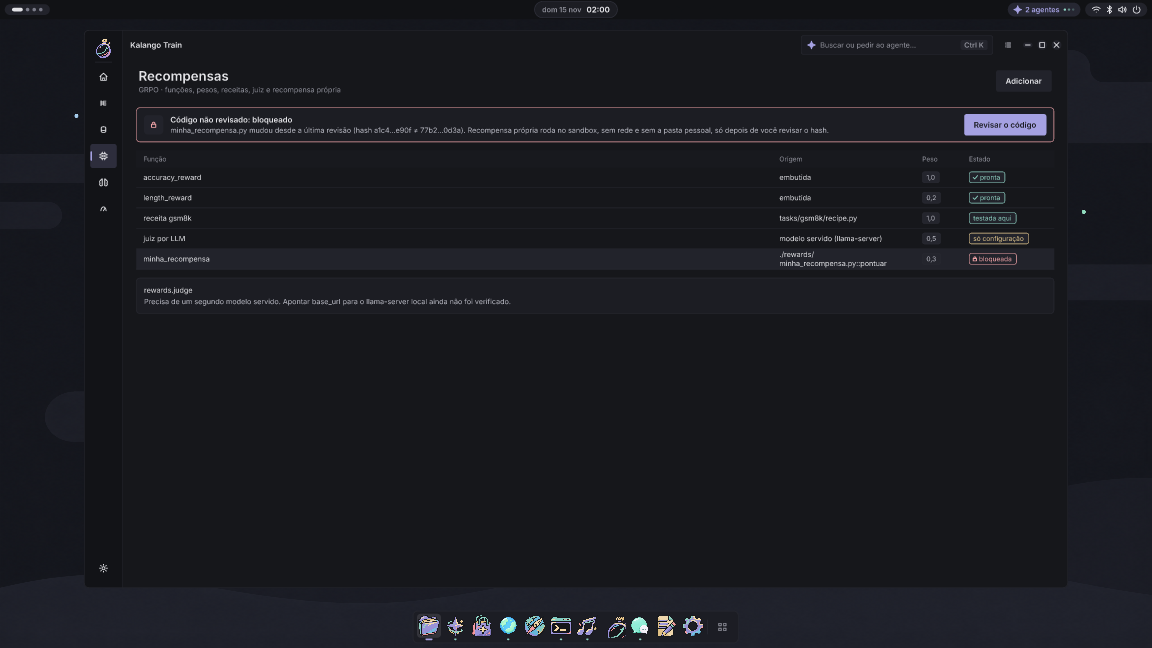 dom 15 nov 02:00
2 agentes
Kalango Train
Buscar ou pedir ao agente... Ctrl K
Recompensas
GRPO · funções, pesos, receitas, juiz e recompensa própria
Adicionar
Código não revisado: bloqueado
minha_recompensa.py mudou desde a última revisão (hash a1c4...e90f ≠ 77b2...0d3a). Recompensa própria roda no sandbox, sem rede e sem a pasta pessoal, só depois de você revisar o hash.
Revisar o código
Função Origem Peso Estado
accuracy_reward embutida 1,0 pronta
length_reward embutida 0,2 pronta
receita gsm8k tasks/gsm8k/recipe.py 1,0 testada aqui
juiz por LLM modelo servido (llama-server) 0,5 só configuração
minha_recompensa ./rewards/
minha_recompensa.py::pontuar 0,3 bloqueada
rewards.judge
Precisa de um segundo modelo servido. Apontar base_url para o llama-server local ainda não foi verificado.